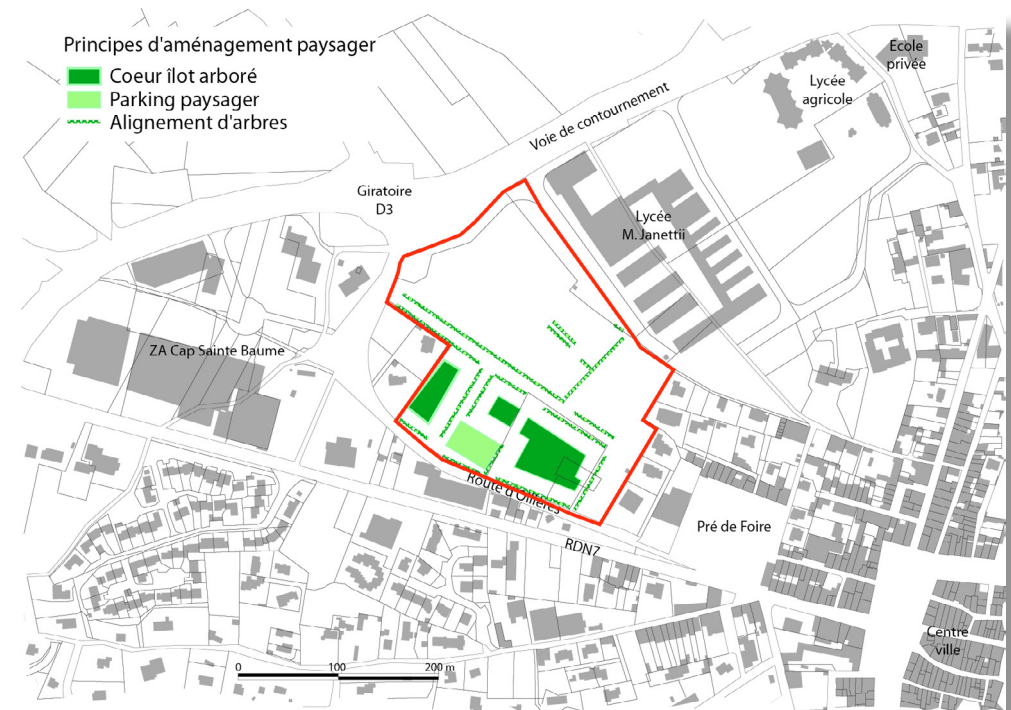 Principes d'aménagement paysager
Coeur îlot arboré
Parking paysager
Alignement d'arbres
Ecole
privée
Lycée
agricole
Voie de contournement
Giratoire
D3
Lycée
M. Janettii
ZA Cap Sainte Baume
Route d'Ollières
RDN7
Pré de Foire
Centre
ville
0 100 200 m